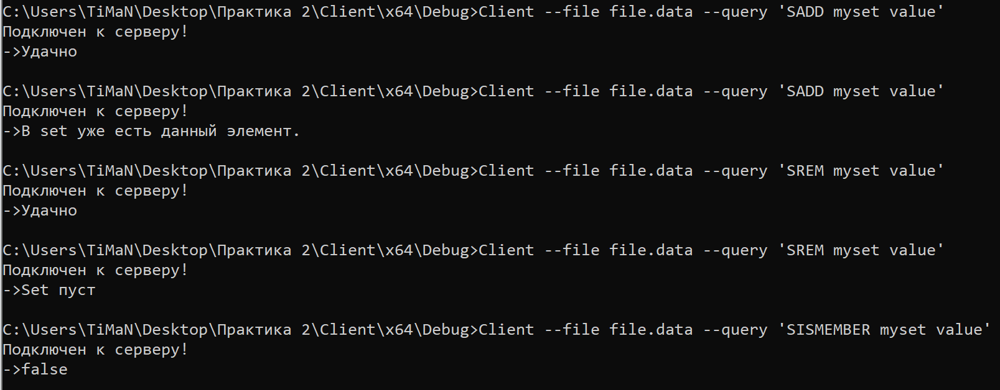 C:\Users\TiMaN\Desktop\Практика 2\Client\x64\Debug>Client --file file.data --query 'SADD myset value'
Подключен к серверу!
->Удачно
C:\Users\TiMaN\Desktop\Практика 2\Client\x64\Debug>Client --file file.data --query 'SADD myset value'
Подключен к серверу!
->В set уже есть данный элемент.
C:\Users\TiMaN\Desktop\Практика 2\Client\x64\Debug>Client --file file.data --query 'SREM myset value'
Подключен к серверу!
->Удачно
C:\Users\TiMaN\Desktop\Практика 2\Client\x64\Debug>Client --file file.data --query 'SREM myset value'
Подключен к серверу!
->Set пуст
C:\Users\TiMaN\Desktop\Практика 2\Client\x64\Debug>Client --file file.data --query 'SISMEMBER myset value'
Подключен к серверу!
->false